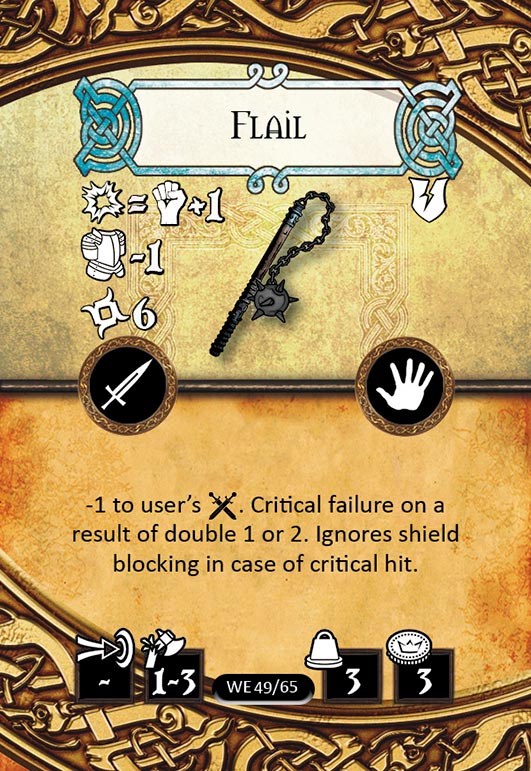 Flail
=+1
-1
6
-1 to user's . Critical failure on a
result of double 1 or 2. Ignores shield
blocking in case of critical hit.
- 1-3 WE 49/65 3 3